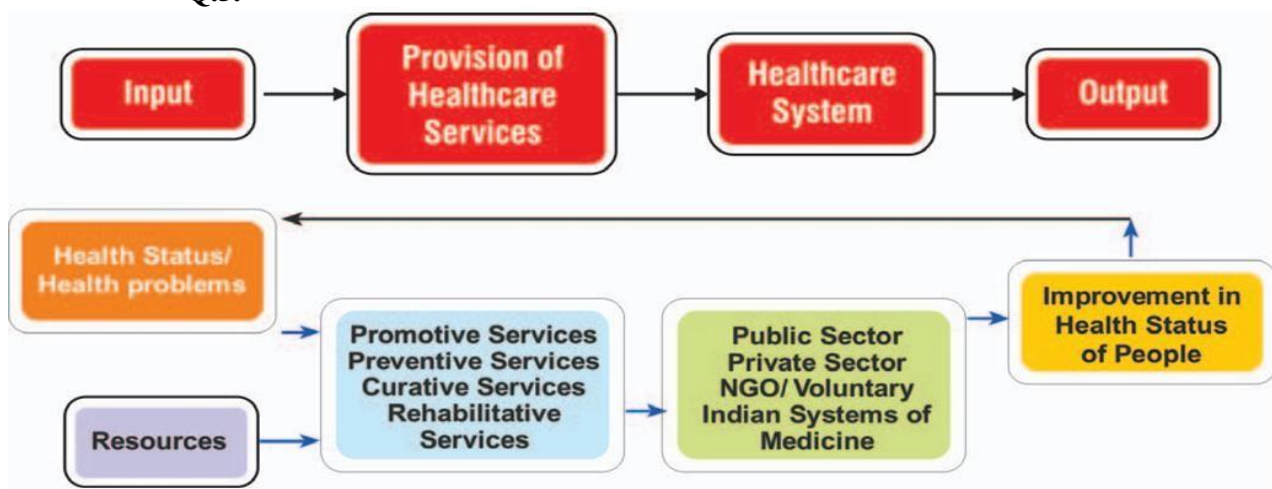 Input
Provision of
Healthcare
Services
Healthcare
System
Output
Health Status/
Health problems
Resources
Promotive Services
Preventive Services
Curative Services
Rehabilitative
Services
Public Sector
Private Sector
NGO/ Voluntary
Indian Systems of
Medicine
Improvement in
Health Status
of People